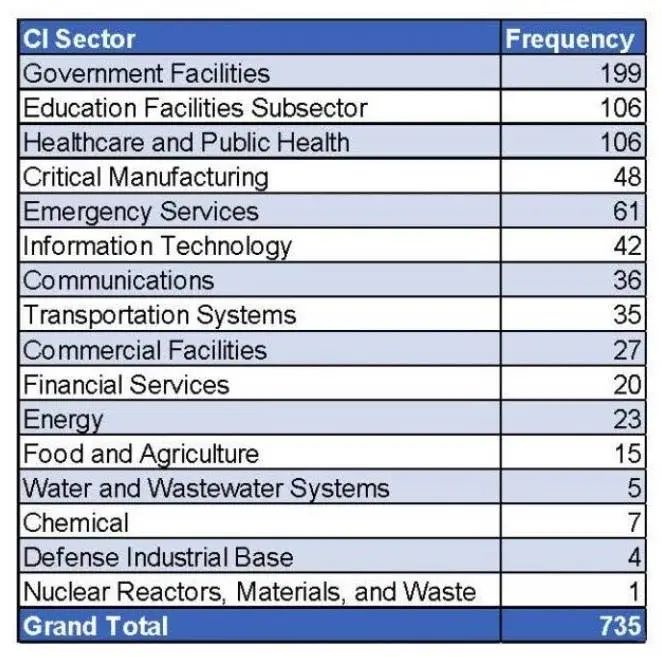 CI Sector Frequency
Government Facilities 199
Education Facilities Subsector 106
Healthcare and Public Health 106
Critical Manufacturing 48
Emergency Services 61
Information Technology 42
Communications 36
Transportation Systems 35
Commercial Facilities 27
Financial Services 20
Energy 23
Food and Agriculture 15
Water and Wastewater Systems 5
Chemical 7
Defense Industrial Base 4
Nuclear Reactors, Materials, and Waste 1
Grand Total 735